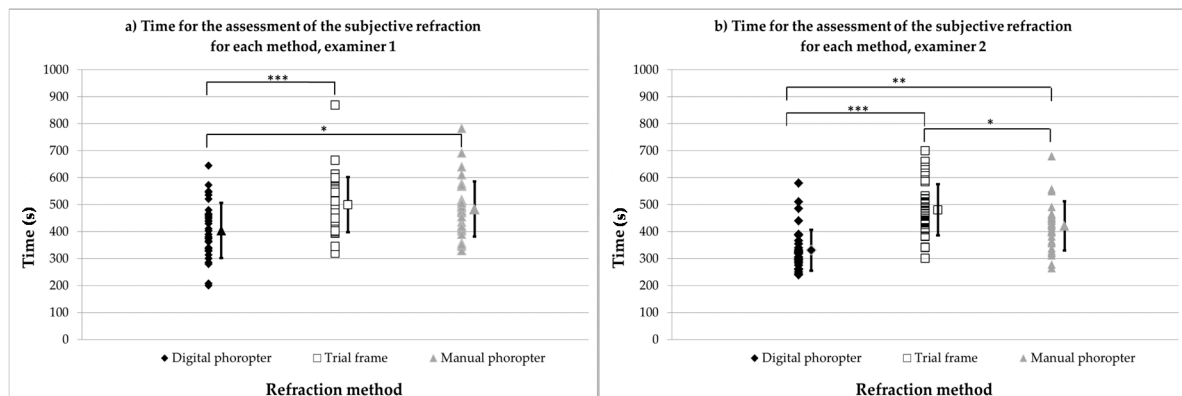 a) Time for the assessment of the subjective refraction
for each method, examiner 1
1000
900
800
700
600
500
400
300
200
100
0
Time (s)
***
*
◆ Digital phoropter □ Trial frame ▲ Manual phoropter
Refraction method
b) Time for the assessment of the subjective refraction
for each method, examiner 2
1000
900
800
700
600
500
400
300
200
100
0
Time (s)
**
***
*
◆ Digital phoropter □ Trial frame ▲ Manual phoropter
Refraction method